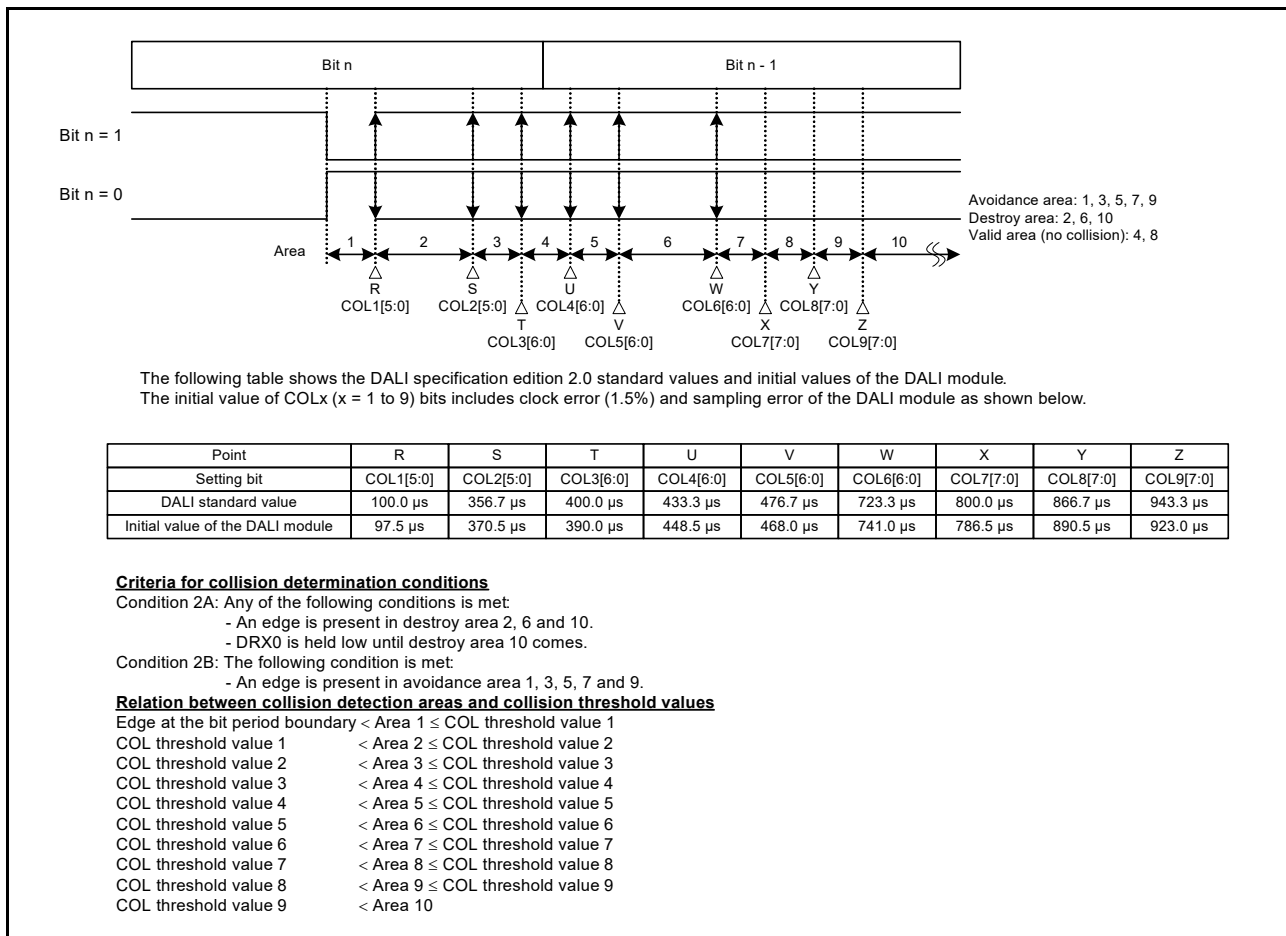 Bit n Bit n - 1
Bit n = 1
Bit n = 0
Avoidance area: 1, 3, 5, 7, 9
Destroy area: 2, 6, 10
Valid area (no collision): 4, 8
Area 1 2 3 4 5 6 7 8 9 10
R S U W Y
COL1[5:0] COL2[5:0] COL4[6:0] COL6[6:0] COL8[7:0]
T V X Z
COL3[6:0] COL5[6:0] COL7[7:0] COL9[7:0]
The following table shows the DALI specification edition 2.0 standard values and initial values of the DALI module.
The initial value of COLx (x = 1 to 9) bits includes clock error (1.5%) and sampling error of the DALI module as shown below.
Point R S T U V W X Y Z
Setting bit COL1[5:0] COL2[5:0] COL3[6:0] COL4[6:0] COL5[6:0] COL6[6:0] COL7[7:0] COL8[7:0] COL9[7:0]
DALI standard value 100.0 µs 356.7 µs 400.0 µs 433.3 µs 476.7 µs 723.3 µs 800.0 µs 866.7 µs 943.3 µs
Initial value of the DALI module 97.5 µs 370.5 µs 390.0 µs 448.5 µs 468.0 µs 741.0 µs 786.5 µs 890.5 µs 923.0 µs
Criteria for collision determination conditions
Condition 2A: Any of the following conditions is met:
- An edge is present in destroy area 2, 6 and 10.
- DRX0 is held low until destroy area 10 comes.
Condition 2B: The following condition is met:
- An edge is present in avoidance area 1, 3, 5, 7 and 9.
Relation between collision detection areas and collision threshold values
Edge at the bit period boundary < Area 1 ≤ COL threshold value 1
COL threshold value 1 < Area 2 ≤ COL threshold value 2
COL threshold value 2 < Area 3 ≤ COL threshold value 3
COL threshold value 3 < Area 4 ≤ COL threshold value 4
COL threshold value 4 < Area 5 ≤ COL threshold value 5
COL threshold value 5 < Area 6 ≤ COL threshold value 6
COL threshold value 6 < Area 7 ≤ COL threshold value 7
COL threshold value 7 < Area 8 ≤ COL threshold value 8
COL threshold value 8 < Area 9 ≤ COL threshold value 9
COL threshold value 9 < Area 10